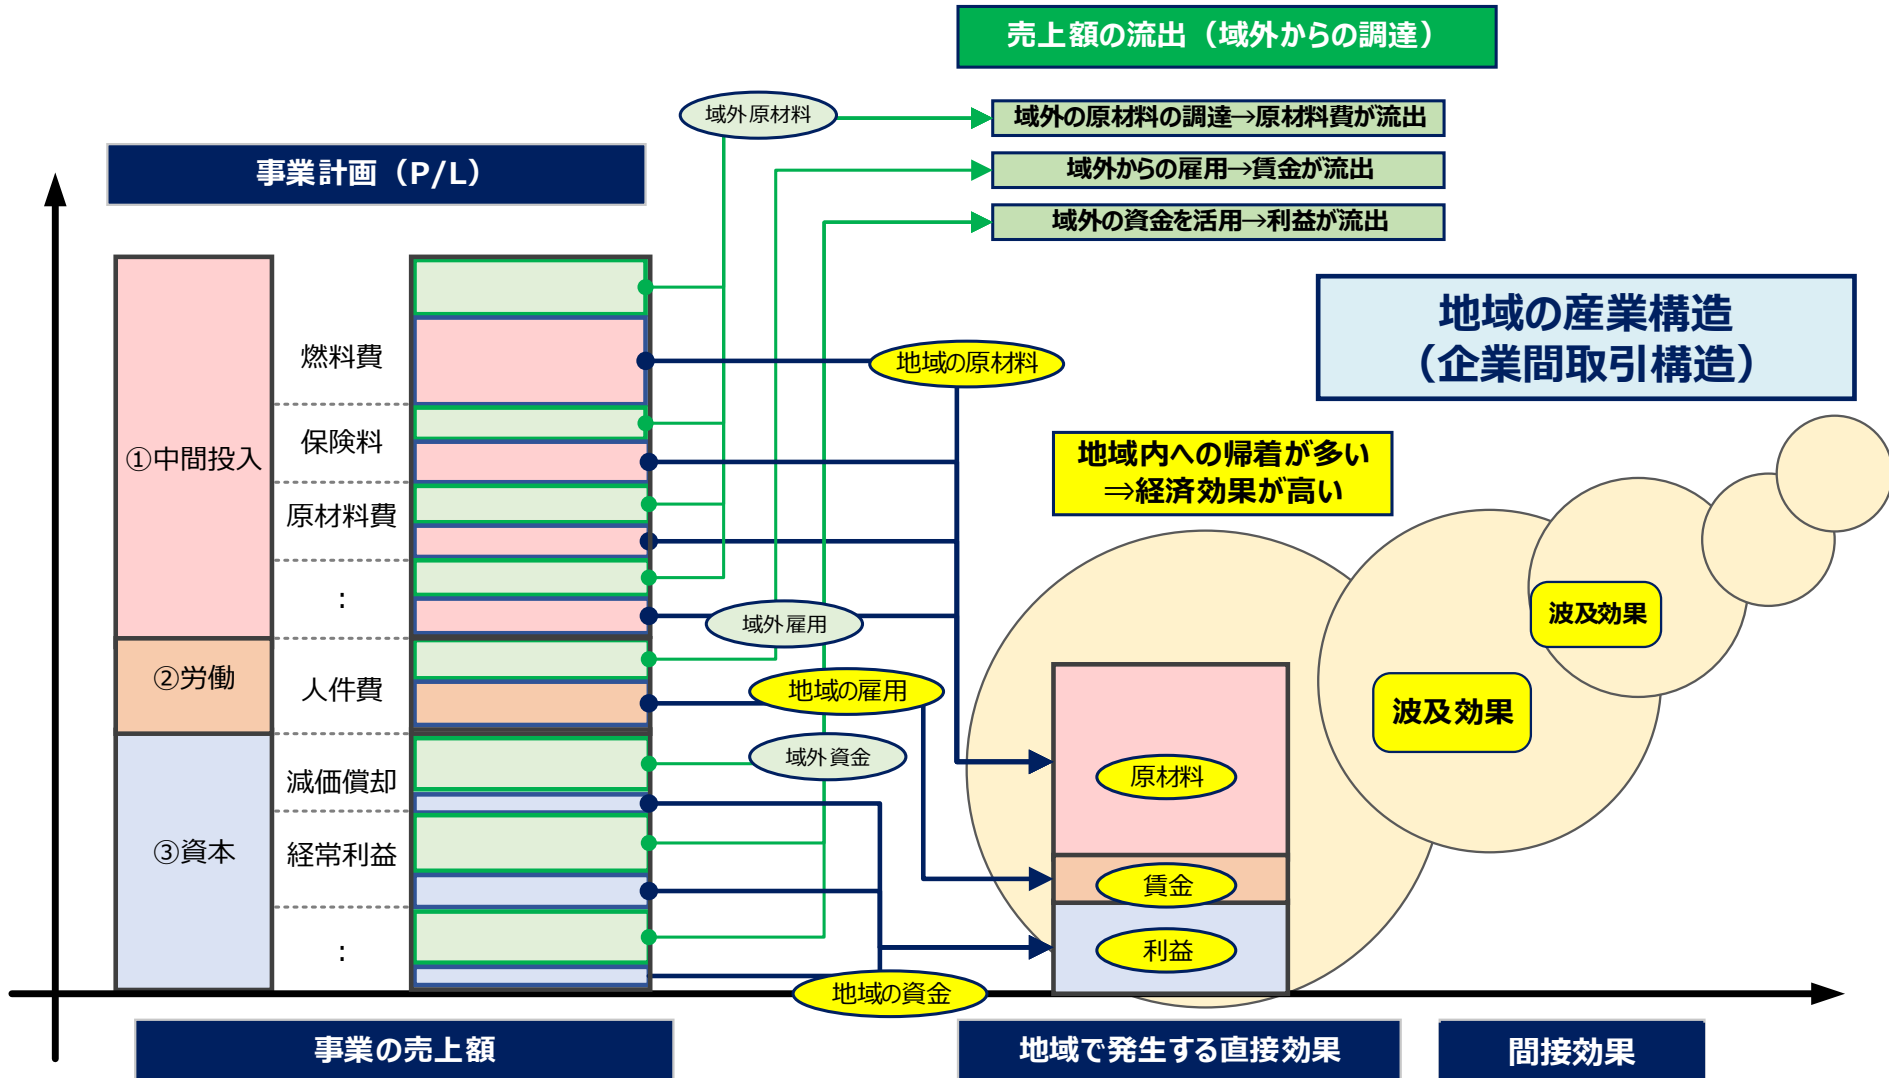 売上額の流出（域外からの調達）
域外原材料
域外の原材料の調達→原材料費が流出
域外からの雇用→賃金が流出
域外の資金を活用→利益が流出
事業計画（P/L）
地域の産業構造
（企業間取引構造）
燃料費
地域の原材料
①中間投入
保険料
地域内への帰着が多い
⇒経済効果が高い
原材料費
：
域外雇用
波及効果
②労働
人件費
地域の雇用
波及効果
域外資金
減価償却
原材料
③資本
経常利益
賃金
：
利益
地域の資金
事業の売上額
地域で発生する直接効果
間接効果